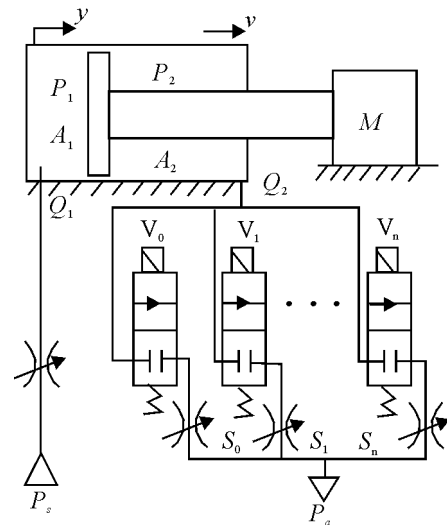 y
v
P₁
P₂
M
A₁
A₂
Q₁
Q₂
V₀
V₁
Vₙ
S₀
S₁
Sₙ
Pₛ
Pₐ